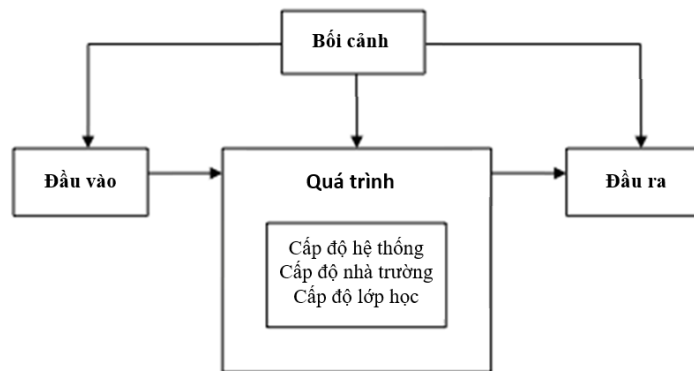 Bối cảnh
Đầu vào
Quá trình
Đầu ra
Cấp độ hệ thống
Cấp độ nhà trường
Cấp độ lớp học